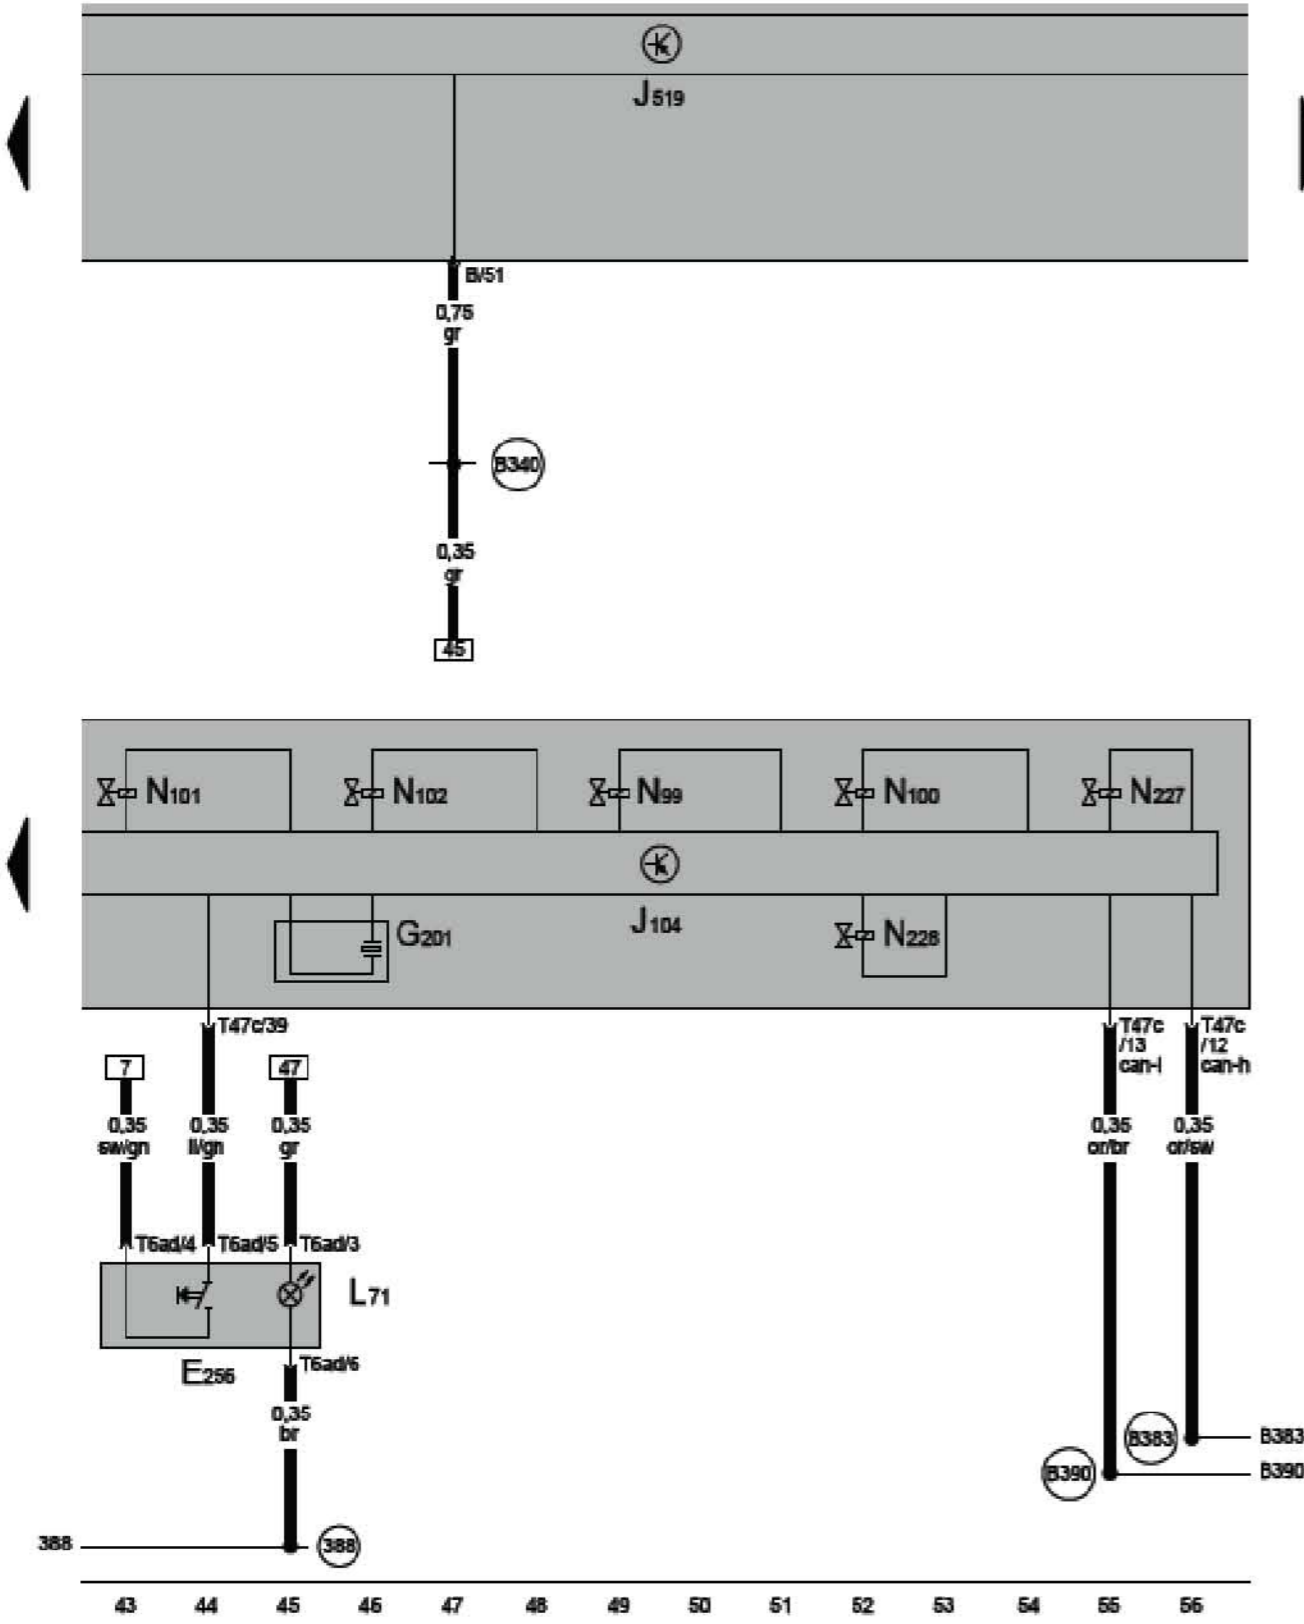 J519
B/51
0,75
gr
B340
0,35
gr
45
N101 N102 N99 N100 N227
G201 J104 N228
T47c/39 T47c T47c
/13 /12
can-l can-h
7 47
0,35 0,35 0,35 0,35 0,35
sw/gn li/gn gr or/br or/sw
T6ad/4 T6ad/5 T6ad/3
L71
E256 T6ad/6
0,35
br
B383 B383
B390 B390
388 388
43 44 45 46 47 48 49 50 51 52 53 54 55 56